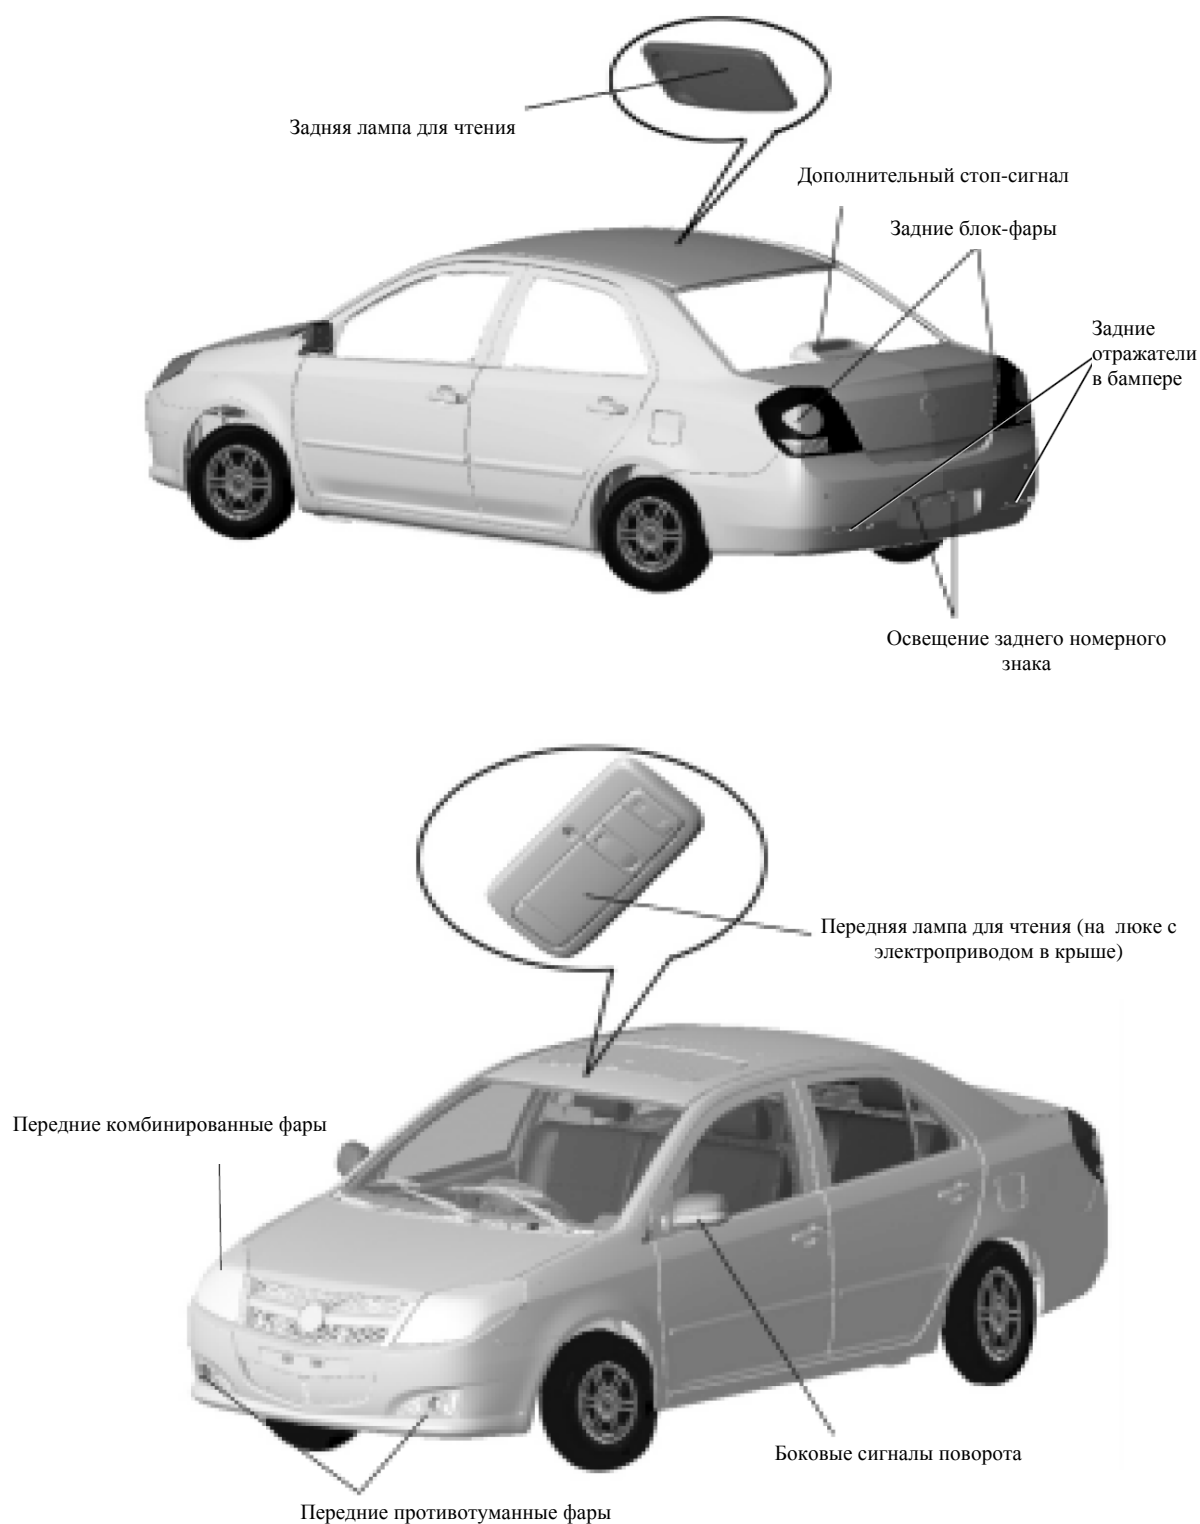 Задняя лампа для чтения
Дополнительный стоп-сигнал
Задние блок-фары
Задние
отражатели
в бампере
Освещение заднего номерного
знака
Передняя лампа для чтения (на люке с
электроприводом в крыше)
Передние комбинированные фары
Боковые сигналы поворота
Передние противотуманные фары